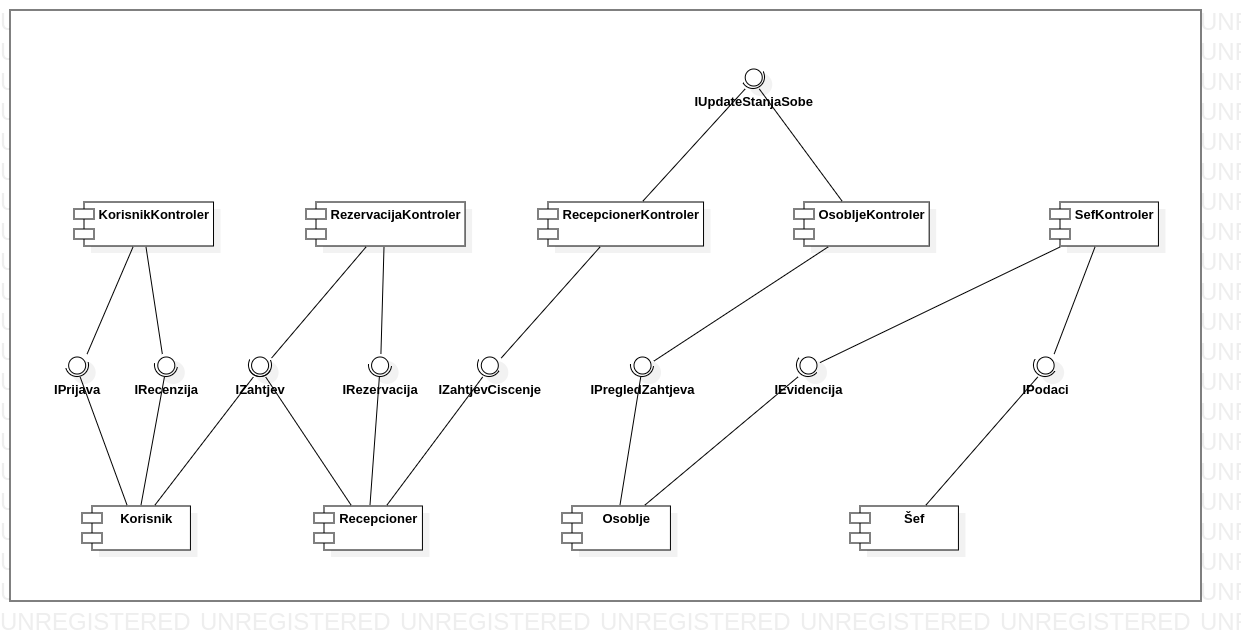 IUpdateStanjaSobe
KorisnikKontroler
RezervacijaKontroler
RecepcionerKontroler
OsobljeKontroler
SefKontroler
IPrijava
IRecenzija
IZahtjev
IRezervacija
IZahtjevCiscenje
IPregledZahtjeva
IEvidencija
IPodaci
Korisnik
Recepcioner
Osoblje
Šef
UNREGISTERED UNREGISTERED UNREGISTERED UNREGISTERED UNREGISTERED UNREGISTERED